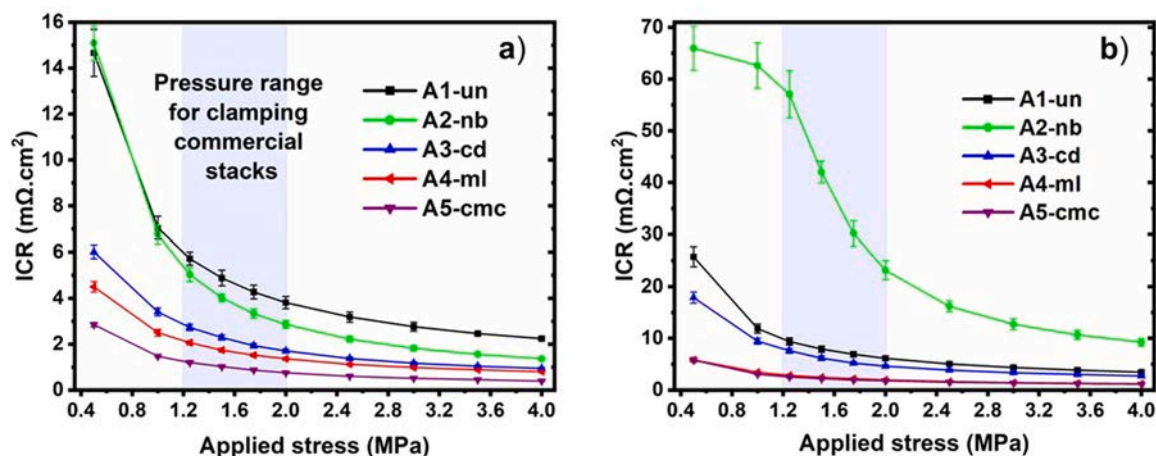 16
14
12
10
8
6
4
2
0
ICR (mΩ.cm²)
0.4 0.8 1.2 1.6 2.0 2.4 2.8 3.2 3.6 4.0
Applied stress (MPa)
a)
Pressure range
for clamping
commercial
stacks
A1-un
A2-nb
A3-cd
A4-ml
A5-cmc
70
60
50
40
30
20
10
0
ICR (mΩ.cm²)
0.4 0.8 1.2 1.6 2.0 2.4 2.8 3.2 3.6 4.0
Applied stress (MPa)
b)
A1-un
A2-nb
A3-cd
A4-ml
A5-cmc